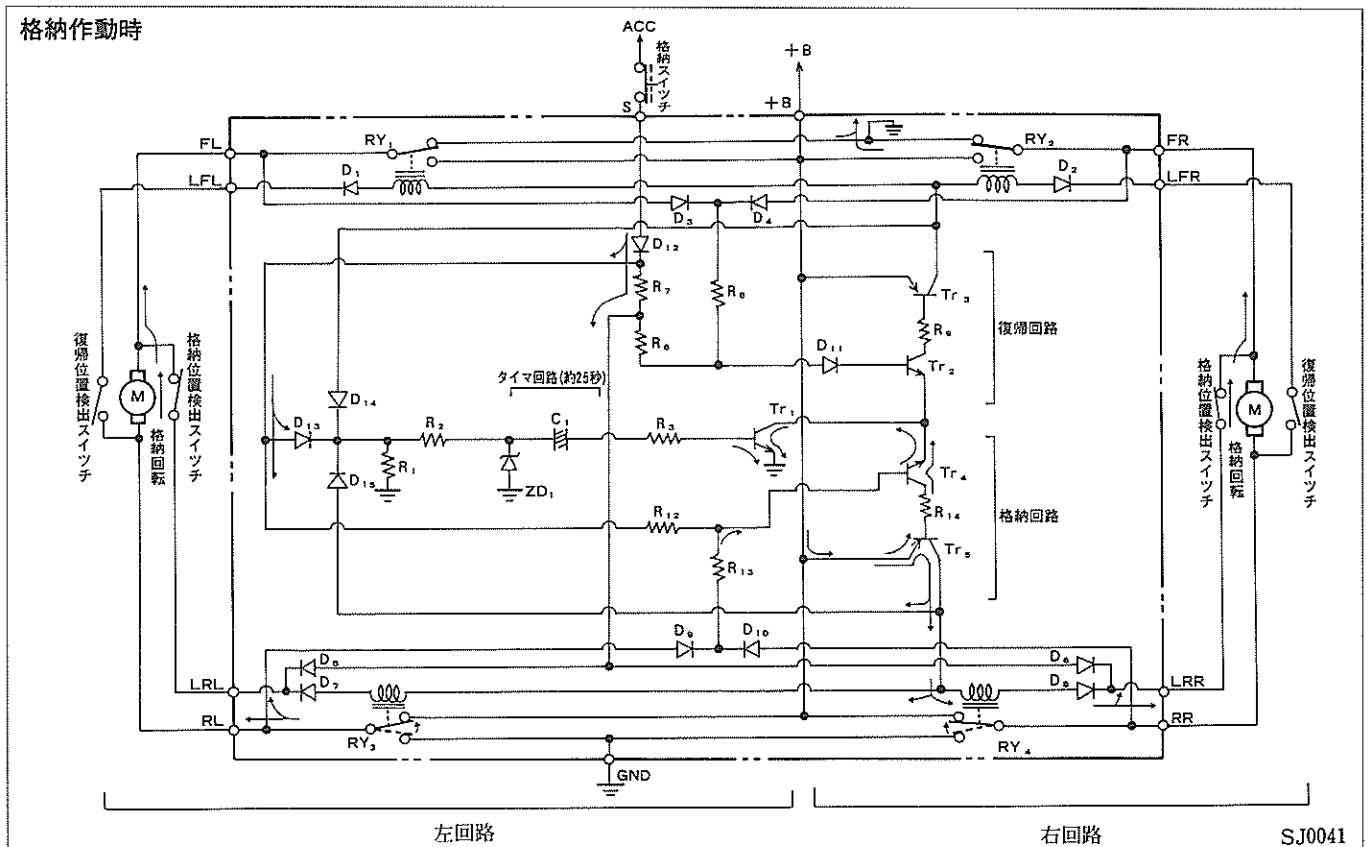 格納作動時
ACC
格納スイッチ
+B
S
+B
FL
RY1
RY2
FR
LFL
D1
D2
LFR
D3
D4
D12
R7
R8
Tr3
R9
復帰回路
R6
D11
Tr2
復帰位置検出スイッチ
M
格納位置検出スイッチ
格納回転
タイマ回路(約25秒)
D14
D13
R2
C1
R3
Tr1
格納位置検出スイッチ
格納回転
M
復帰位置検出スイッチ
R1
ZD1
D15
Tr4
R14
格納回路
R12
R13
Tr5
D9
D10
D5
D6
LRL
D7
D8
LRR
RL
RY3
RY4
RR
GND
左回路
右回路
SJ0041